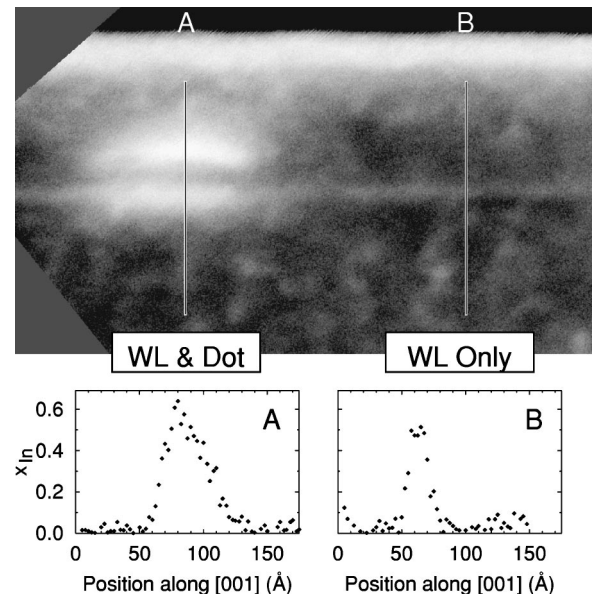 A B
WL & Dot WL Only
0.6 A B
0.4
0.2
0.0
x_In
0 50 100 150 0 50 100 150
Position along [001] (Å) Position along [001] (Å)